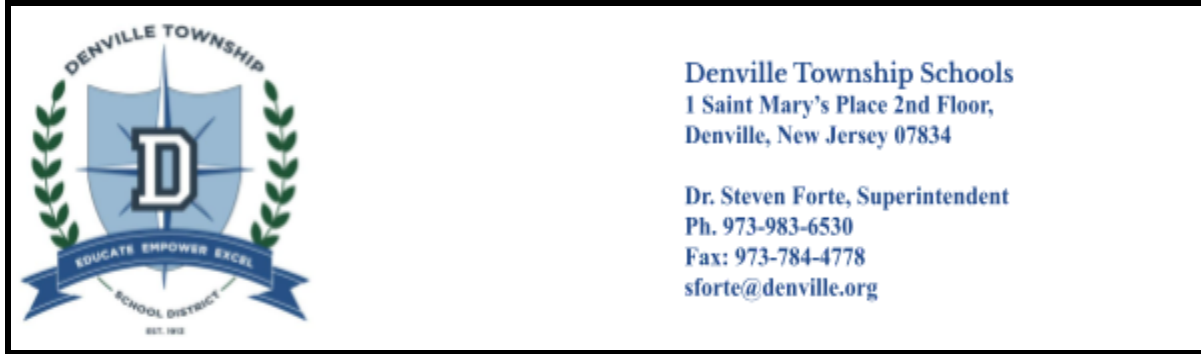 DENVILLE TOWNSHIP
D
EDUCATE EMPOWER EXCEL
SCHOOL DISTRICT
Denville Township Schools
1 Saint Mary's Place 2nd Floor,
Denville, New Jersey 07834
Dr. Steven Forte, Superintendent
Ph. 973-983-6530
Fax: 973-784-4778
sforte@denville.org